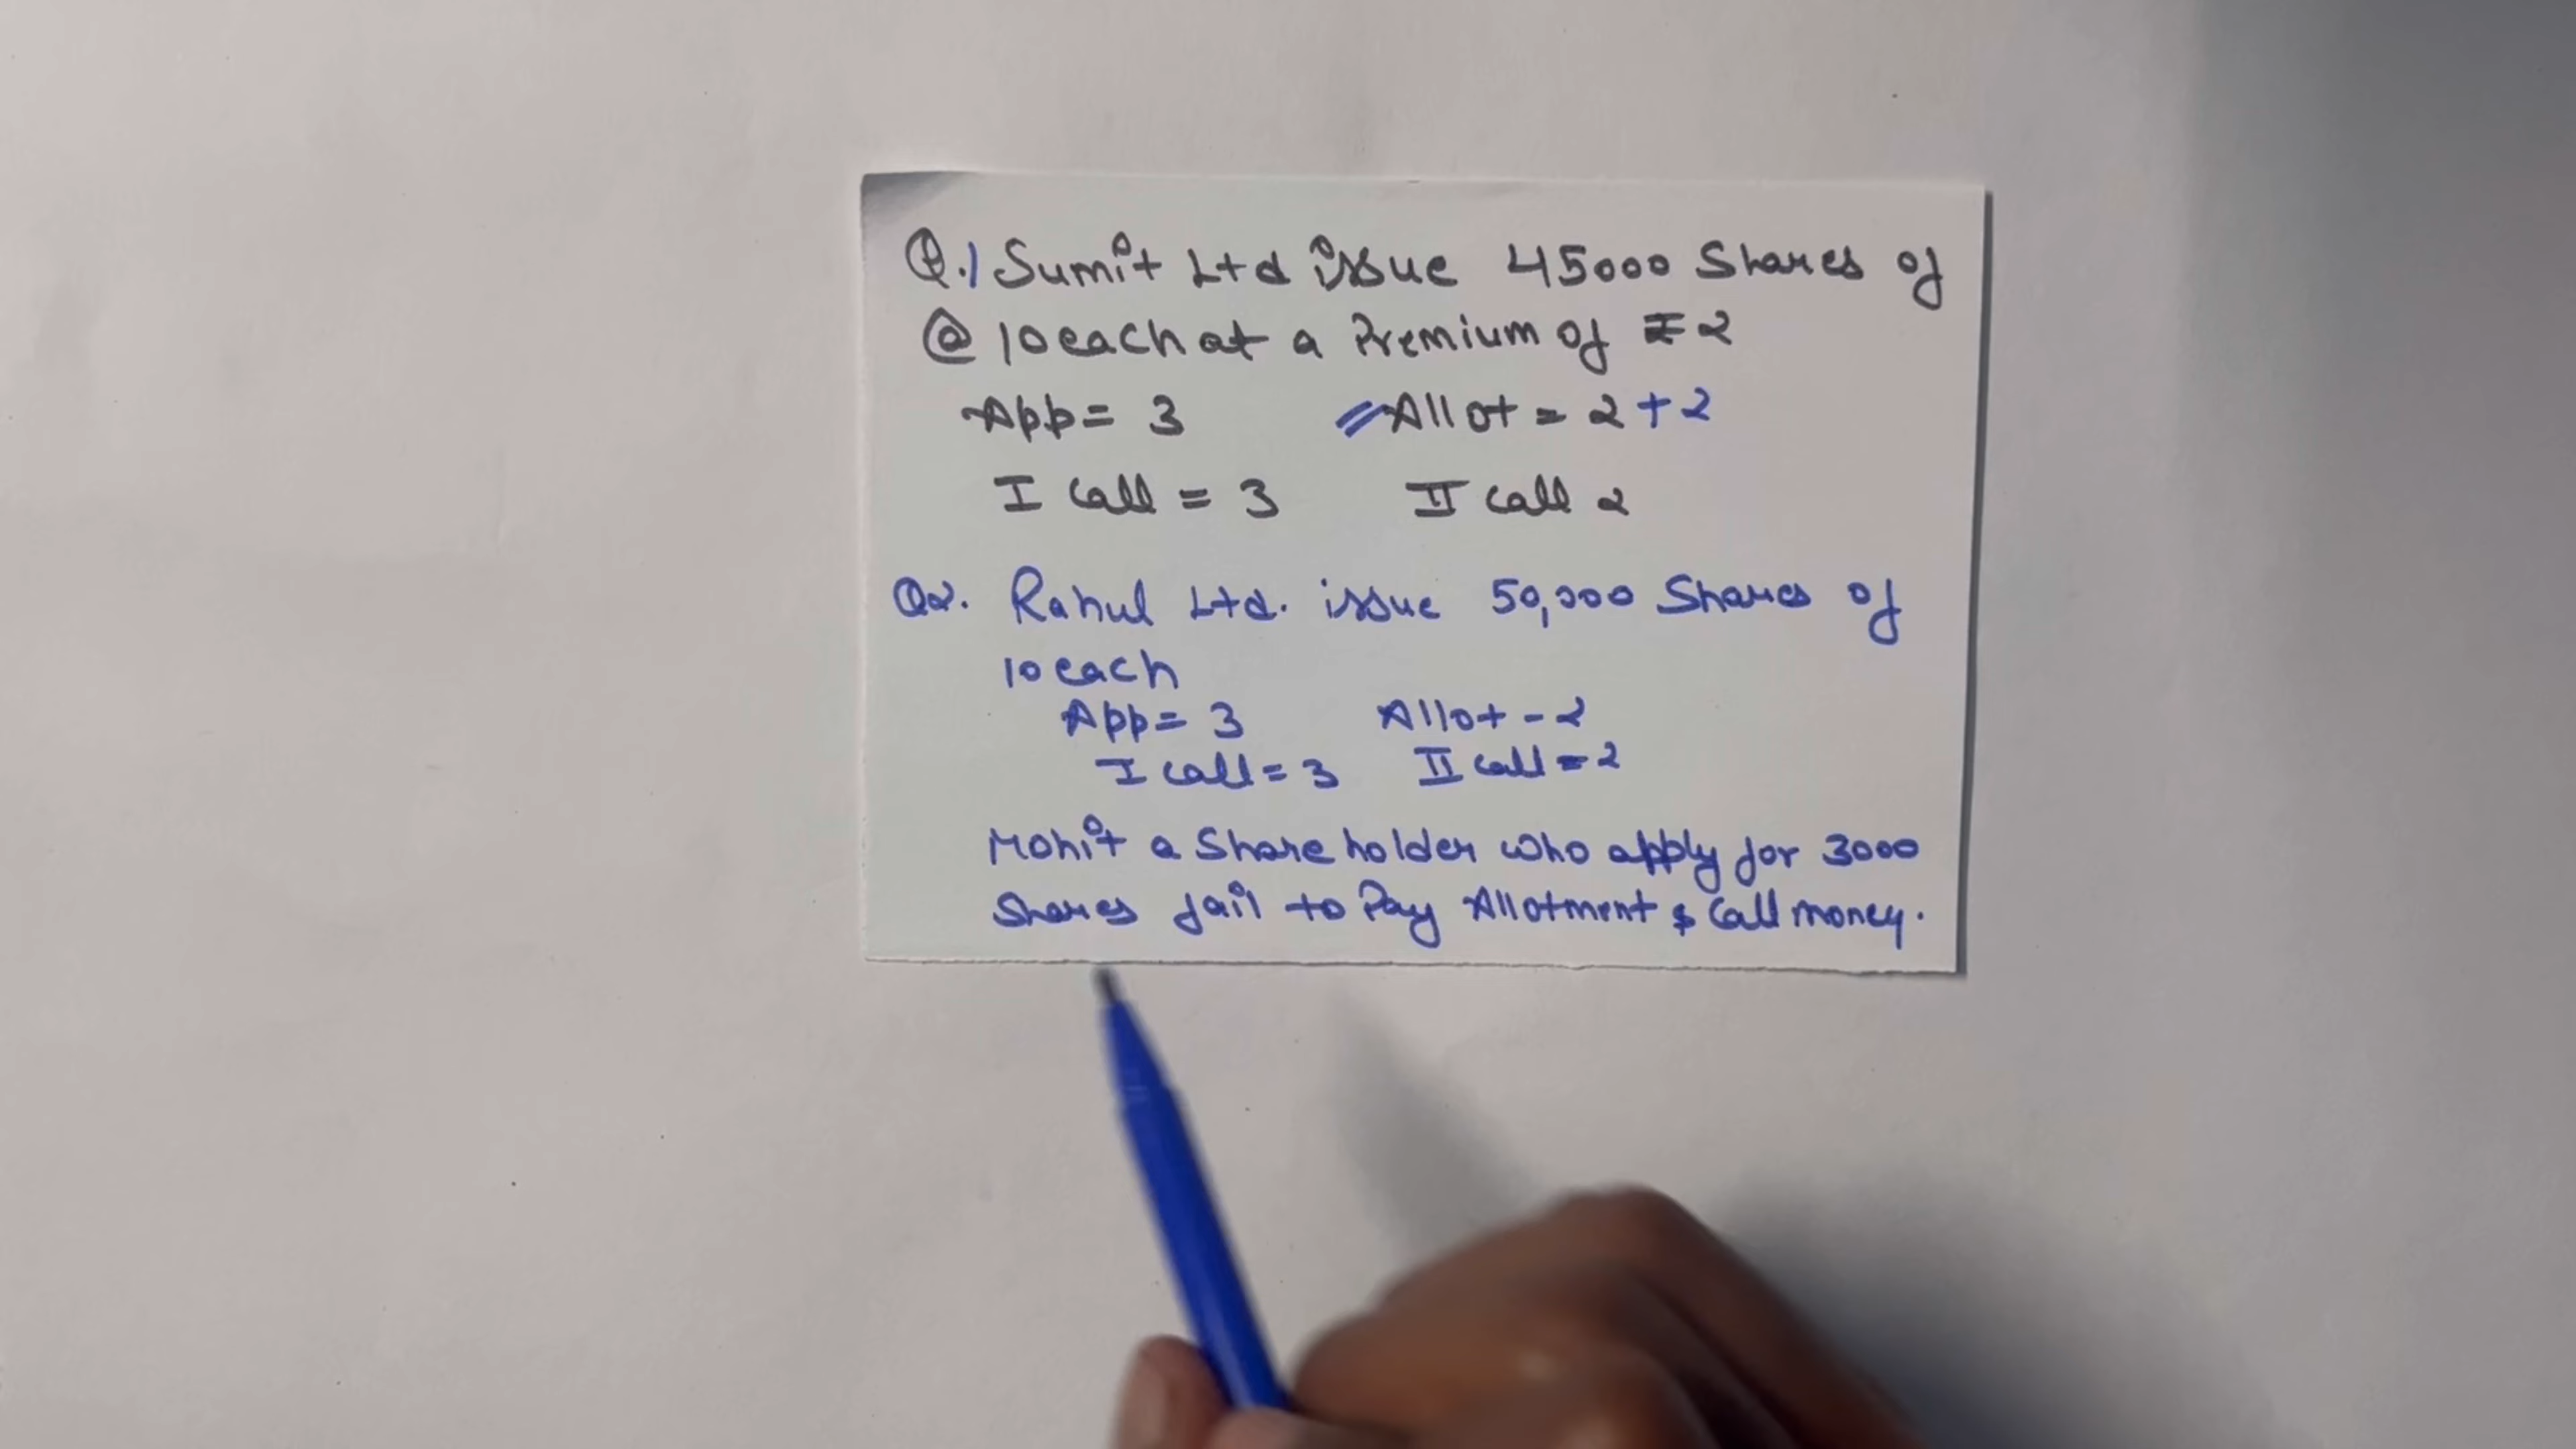 Q.1 Sumit Ltd issue 45000 Shares of
@ 10 each at a Premium of ₹ 2
App = 3 Allot = 2 + 2
I Call = 3 II Call 2
Q2. Rahul Ltd. issue 50,000 Shares of
10 each
App = 3 Allot - 2
I Call = 3 II Call = 2
Mohit a Shareholder who apply for 3000
Shares fail to Pay Allotment & Call money.